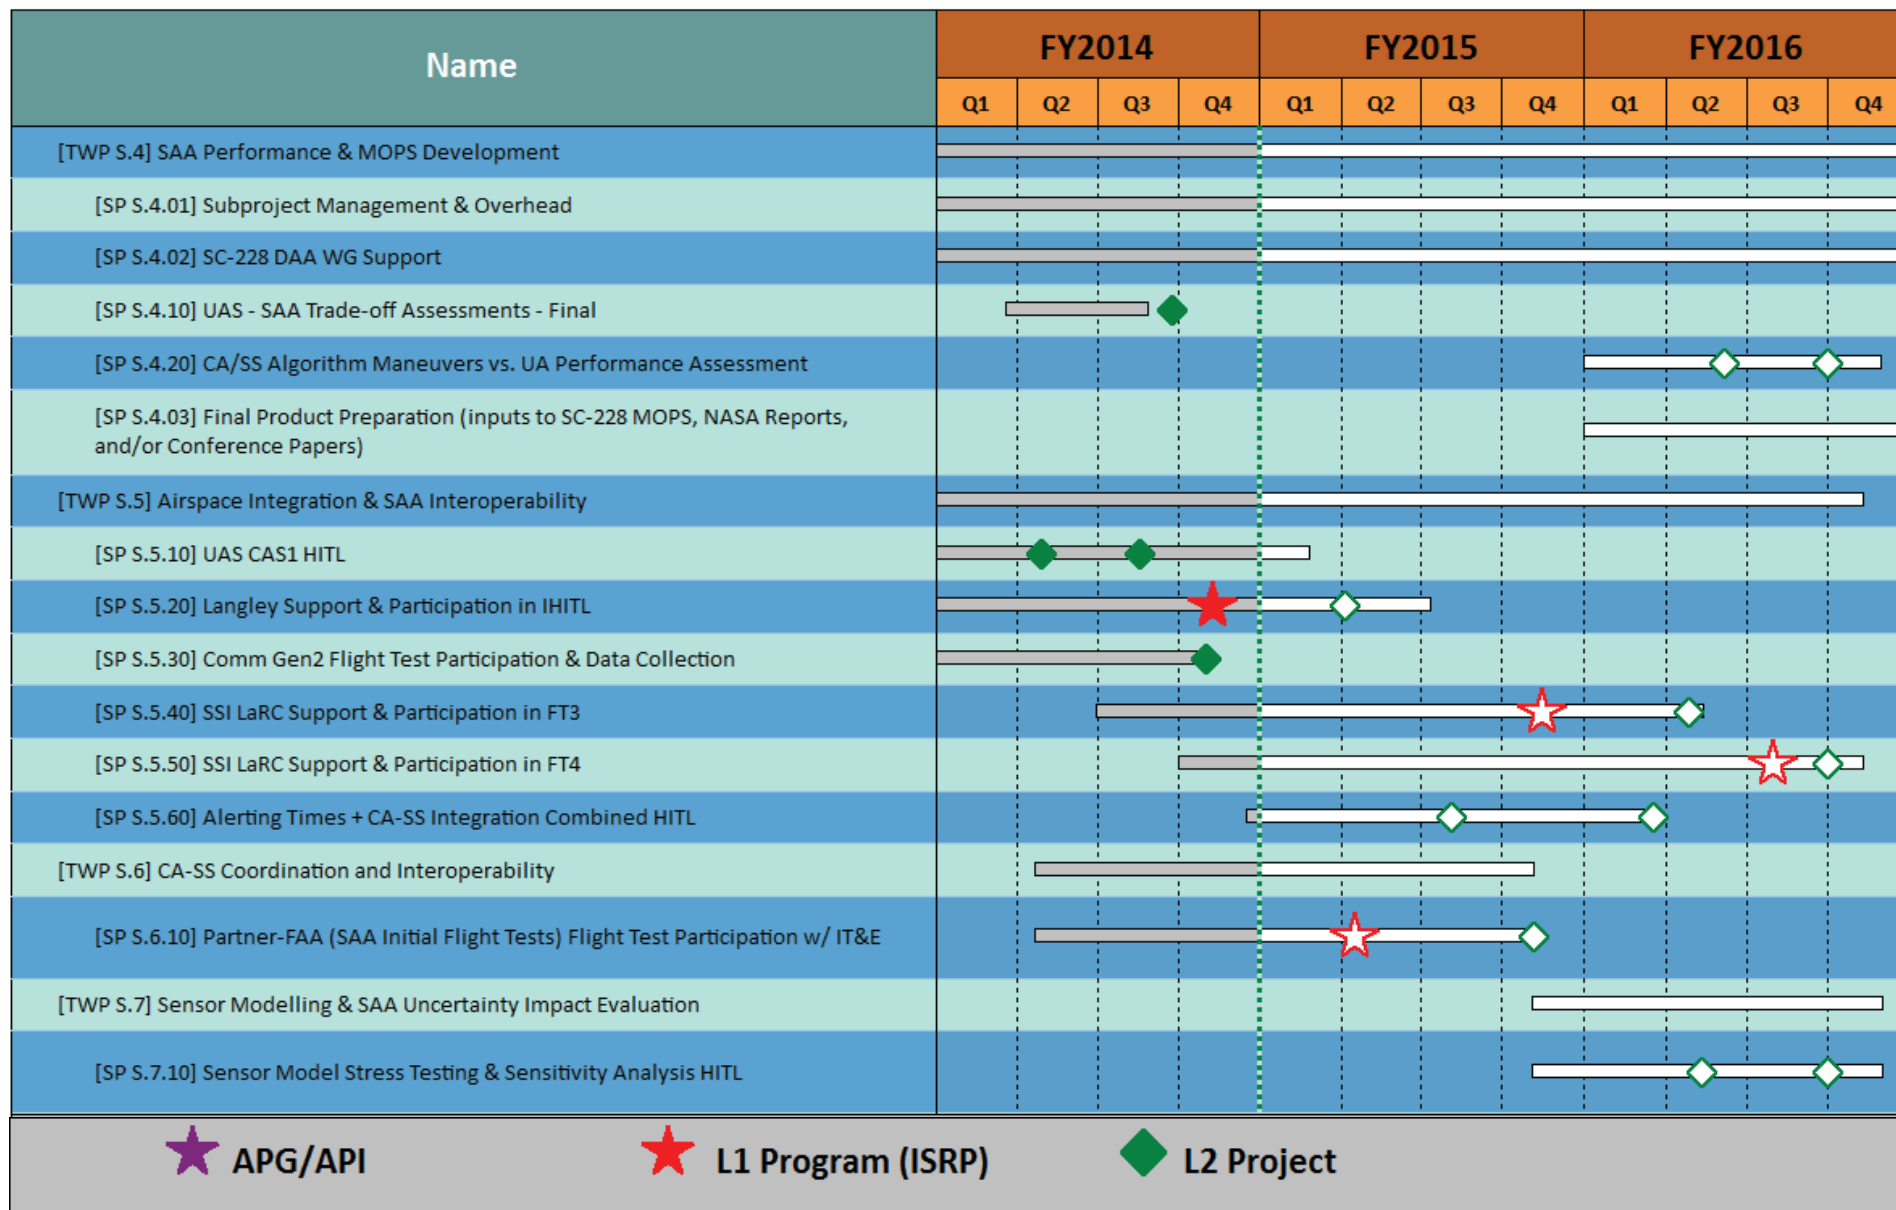 Name
FY2014 FY2015 FY2016
Q1 Q2 Q3 Q4 Q1 Q2 Q3 Q4 Q1 Q2 Q3 Q4
[TWP S.4] SAA Performance & MOPS Development
[SP S.4.01] Subproject Management & Overhead
[SP S.4.02] SC-228 DAA WG Support
[SP S.4.10] UAS - SAA Trade-off Assessments - Final
[SP S.4.20] CA/SS Algorithm Maneuvers vs. UA Performance Assessment
[SP S.4.03] Final Product Preparation (inputs to SC-228 MOPS, NASA Reports,
and/or Conference Papers)
[TWP S.5] Airspace Integration & SAA Interoperability
[SP S.5.10] UAS CAS1 HITL
[SP S.5.20] Langley Support & Participation in IHITL
[SP S.5.30] Comm Gen2 Flight Test Participation & Data Collection
[SP S.5.40] SSI LaRC Support & Participation in FT3
[SP S.5.50] SSI LaRC Support & Participation in FT4
[SP S.5.60] Alerting Times + CA-SS Integration Combined HITL
[TWP S.6] CA-SS Coordination and Interoperability
[SP S.6.10] Partner-FAA (SAA Initial Flight Tests) Flight Test Participation w/ IT&E
[TWP S.7] Sensor Modelling & SAA Uncertainty Impact Evaluation
[SP S.7.10] Sensor Model Stress Testing & Sensitivity Analysis HITL
APG/API L1 Program (ISRP) L2 Project